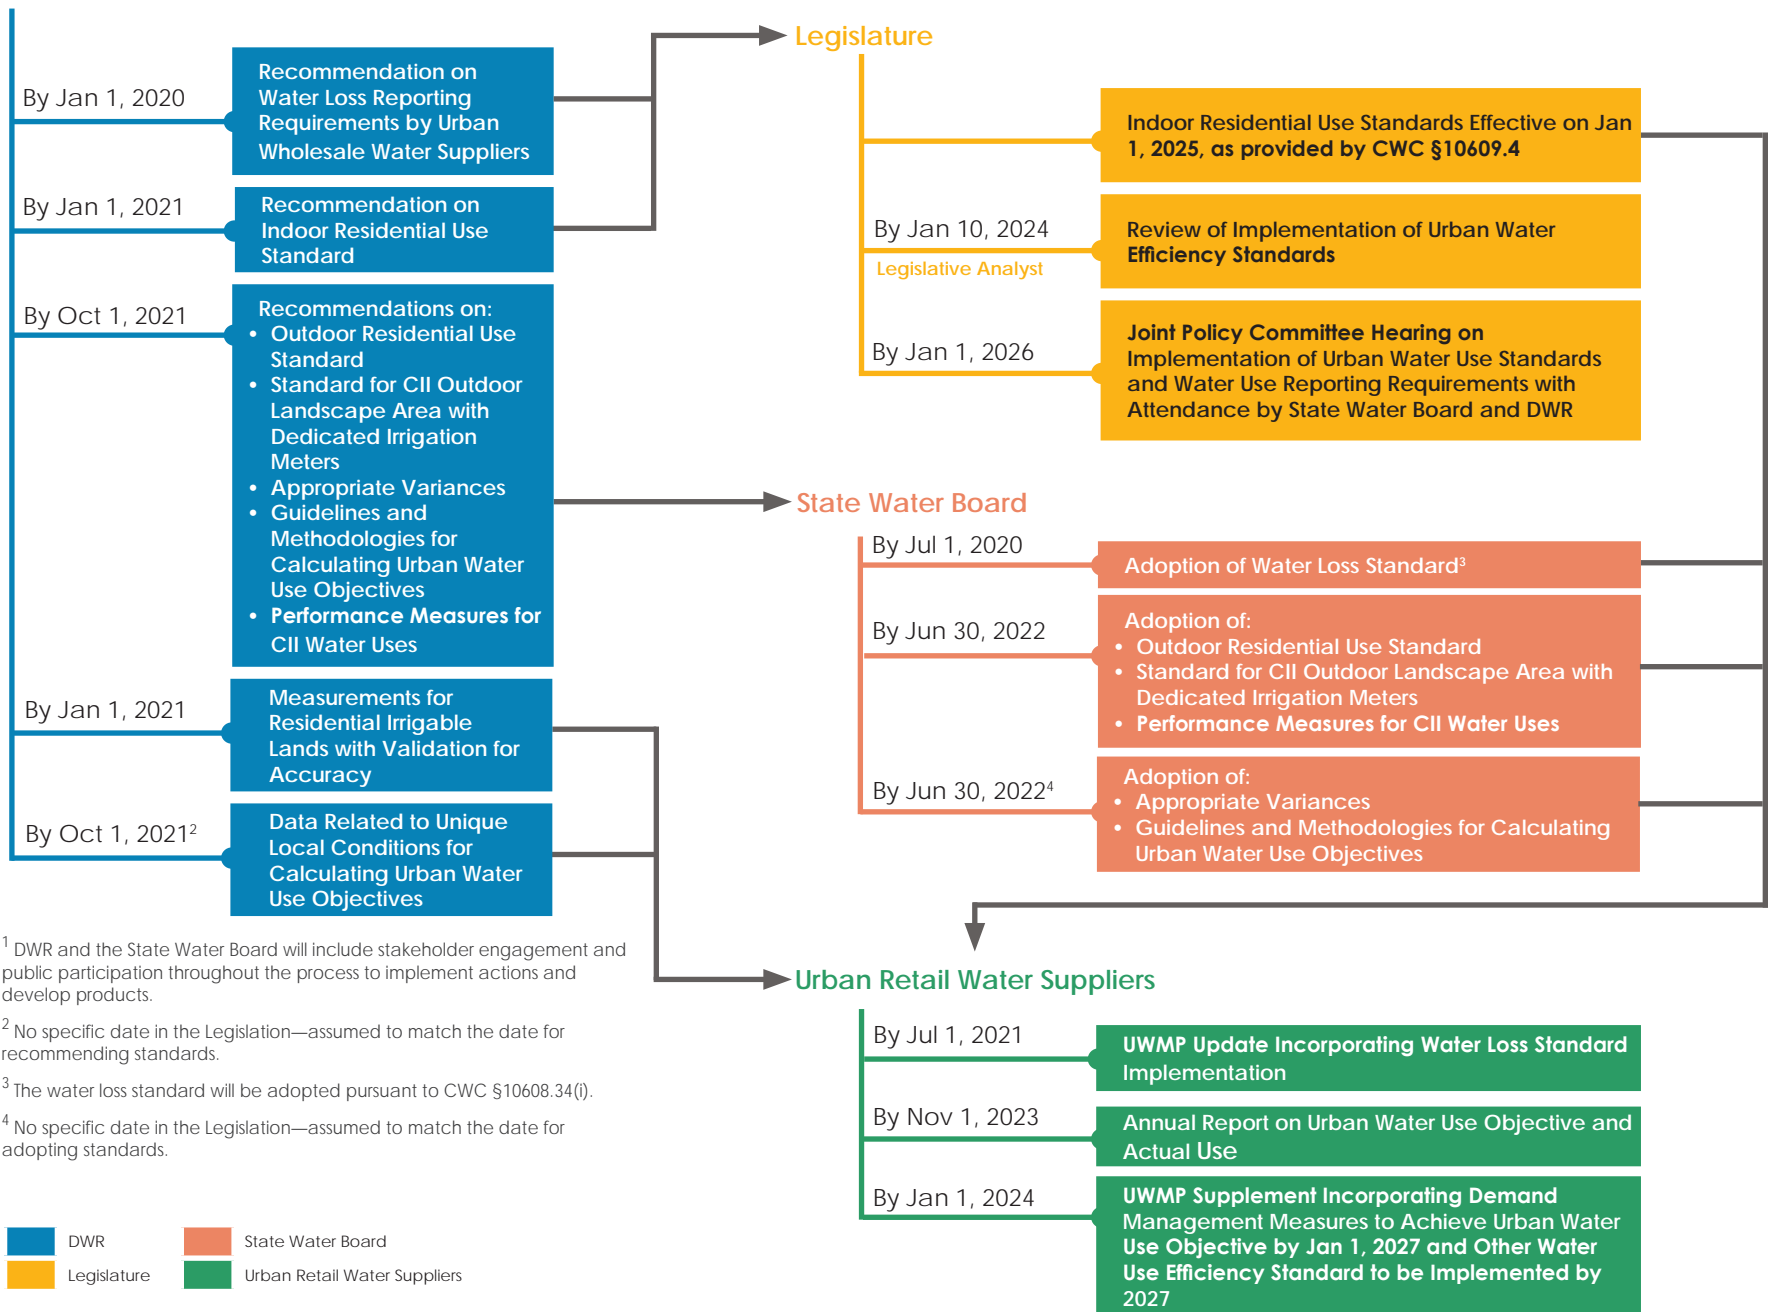 By Jan 1, 2020
Recommendation on
Water Loss Reporting
Requirements by Urban
Wholesale Water Suppliers
By Jan 1, 2021
Recommendation on
Indoor Residential Use
Standard
By Oct 1, 2021
Recommendations on:
• Outdoor Residential Use
Standard
• Standard for CII Outdoor
Landscape Area with
Dedicated Irrigation
Meters
• Appropriate Variances
• Guidelines and
Methodologies for
Calculating Urban Water
Use Objectives
• Performance Measures for
CII Water Uses
By Jan 1, 2021
Measurements for
Residential Irrigable
Lands with Validation for
Accuracy
By Oct 1, 2021²
Data Related to Unique
Local Conditions for
Calculating Urban Water
Use Objectives
Legislature
Indoor Residential Use Standards Effective on Jan
1, 2025, as provided by CWC §10609.4
By Jan 10, 2024
Legislative Analyst
Review of Implementation of Urban Water
Efficiency Standards
By Jan 1, 2026
Joint Policy Committee Hearing on
Implementation of Urban Water Use Standards
and Water Use Reporting Requirements with
Attendance by State Water Board and DWR
State Water Board
By Jul 1, 2020
Adoption of Water Loss Standard³
By Jun 30, 2022
Adoption of:
• Outdoor Residential Use Standard
• Standard for CII Outdoor Landscape Area with
Dedicated Irrigation Meters
• Performance Measures for CII Water Uses
By Jun 30, 2022⁴
Adoption of:
• Appropriate Variances
• Guidelines and Methodologies for Calculating
Urban Water Use Objectives
Urban Retail Water Suppliers
By Jul 1, 2021
UWMP Update Incorporating Water Loss Standard
Implementation
By Nov 1, 2023
Annual Report on Urban Water Use Objective and
Actual Use
By Jan 1, 2024
UWMP Supplement Incorporating Demand
Management Measures to Achieve Urban Water
Use Objective by Jan 1, 2027 and Other Water
Use Efficiency Standard to be Implemented by
2027
¹ DWR and the State Water Board will include stakeholder engagement and
public participation throughout the process to implement actions and
develop products.
² No specific date in the Legislation—assumed to match the date for
recommending standards.
³ The water loss standard will be adopted pursuant to CWC §10608.34(i).
⁴ No specific date in the Legislation—assumed to match the date for
adopting standards.
DWR
State Water Board
Legislature
Urban Retail Water Suppliers